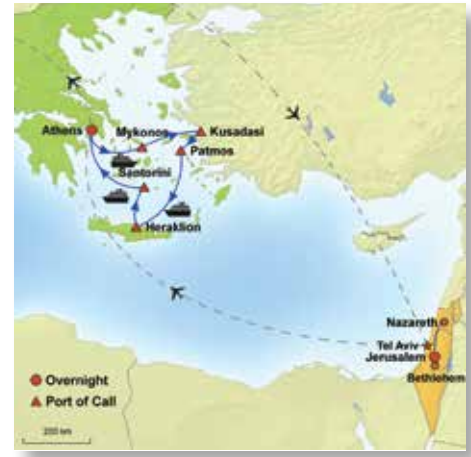 Athens
Mykonos
Kusadasi
Patmos
Santorini
Heraklion
Nazareth
Tel Aviv
Jerusalem
Bethlehem
Overnight
Port of Call
200 km